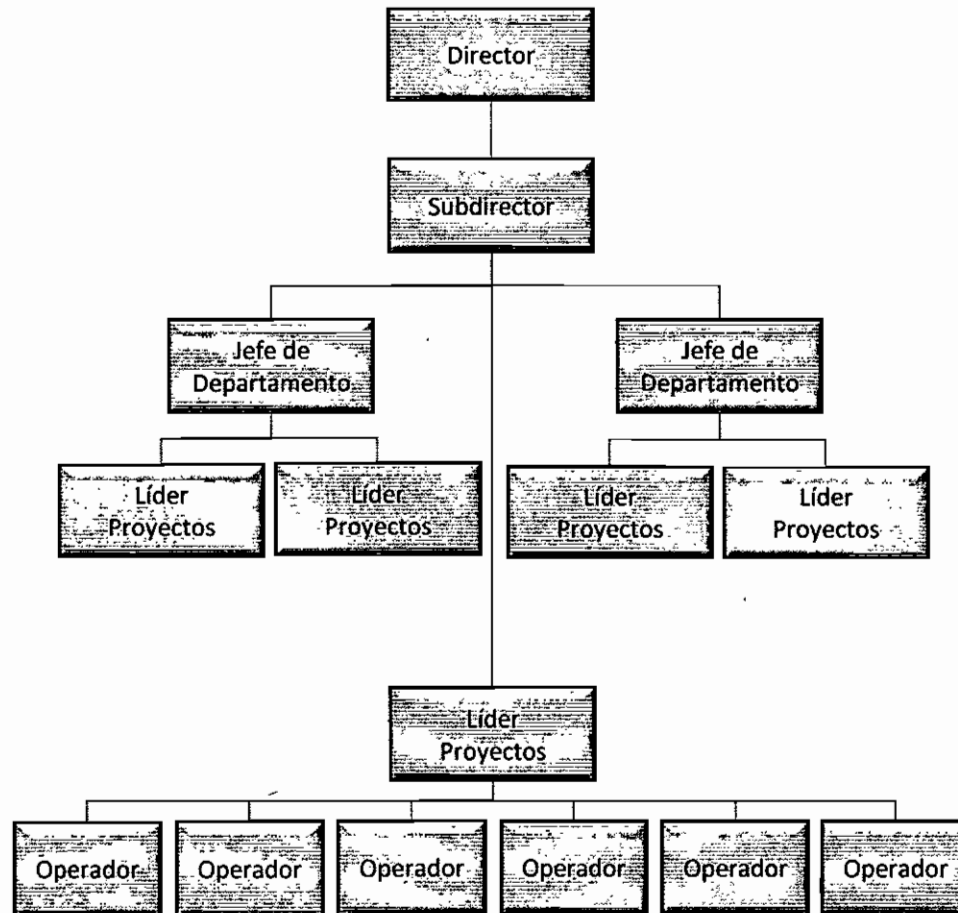 Director
Subdirector
Jefe de
Departamento
Jefe de
Departamento
Líder
Proyectos
Líder
Proyectos
Líder
Proyectos
Líder
Proyectos
Líder
Proyectos
Operador
Operador
Operador
Operador
Operador
Operador